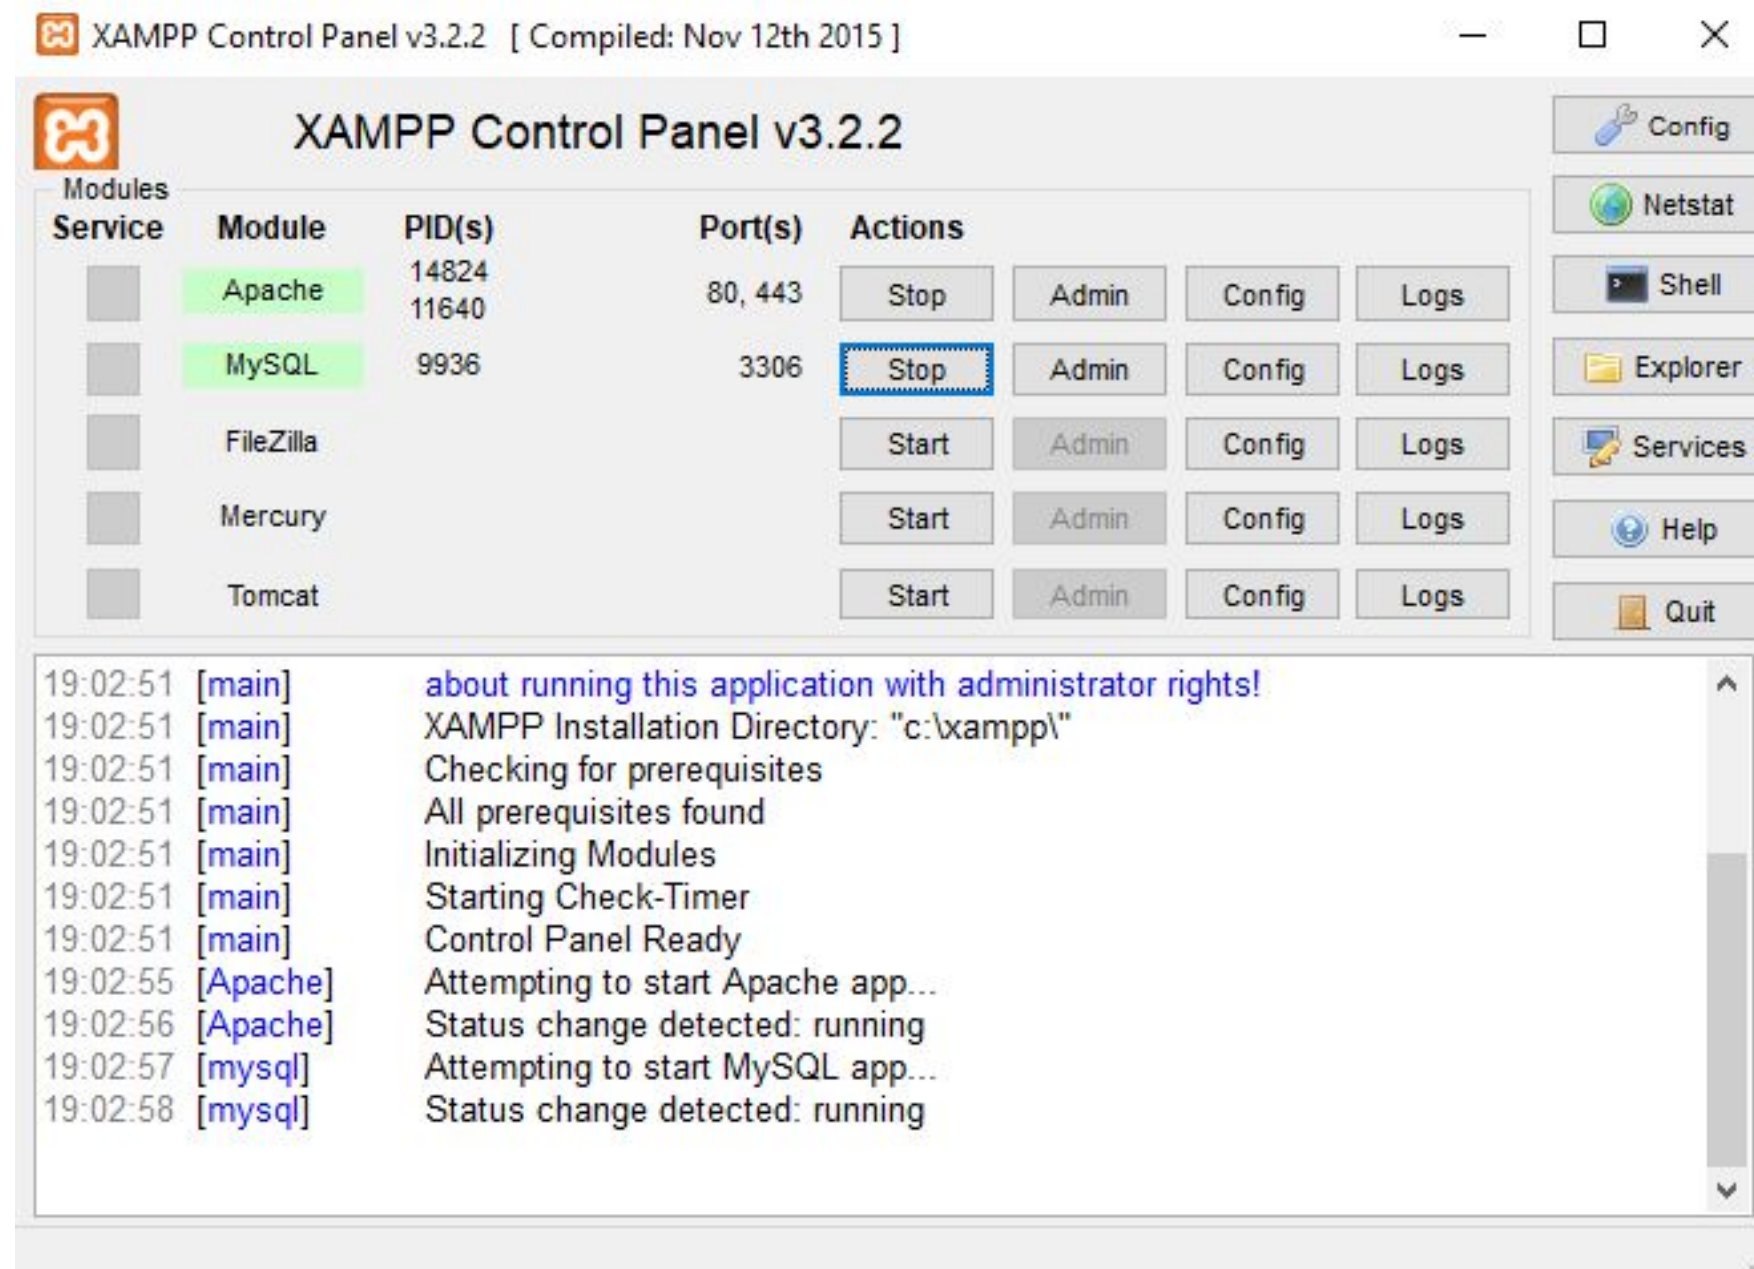 XAMPP Control Panel v3.2.2 [ Compiled: Nov 12th 2015 ]
XAMPP Control Panel v3.2.2
Modules
Service Module PID(s) Port(s) Actions
Apache 14824 11640 80, 443 Stop Admin Config Logs
MySQL 9936 3306 Stop Admin Config Logs
FileZilla Start Admin Config Logs
Mercury Start Admin Config Logs
Tomcat Start Admin Config Logs
Config
Netstat
Shell
Explorer
Services
Help
Quit
19:02:51 [main] about running this application with administrator rights!
19:02:51 [main] XAMPP Installation Directory: "c:\xampp\"
19:02:51 [main] Checking for prerequisites
19:02:51 [main] All prerequisites found
19:02:51 [main] Initializing Modules
19:02:51 [main] Starting Check-Timer
19:02:51 [main] Control Panel Ready
19:02:55 [Apache] Attempting to start Apache app...
19:02:56 [Apache] Status change detected: running
19:02:57 [mysql] Attempting to start MySQL app...
19:02:58 [mysql] Status change detected: running